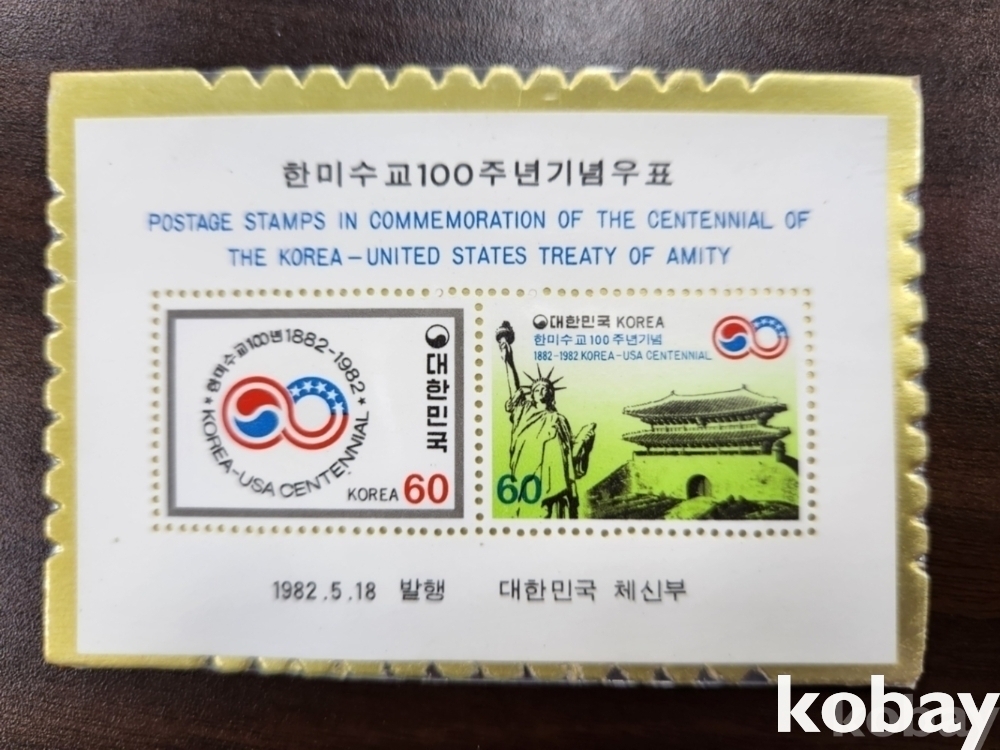 한미수교100주년기념우표
POSTAGE STAMPS IN COMMEMORATION OF THE CENTENNIAL OF
THE KOREA-UNITED STATES TREATY OF AMITY
★ 한미수교100년 1882-1982 ★
KOREA-USA CENTENNIAL
대한민국
KOREA 60
대한민국 KOREA
한미수교100주년기념
1882-1982 KOREA-USA CENTENNIAL
60
1982.5.18 발행 대한민국 체신부
kobay
kobay